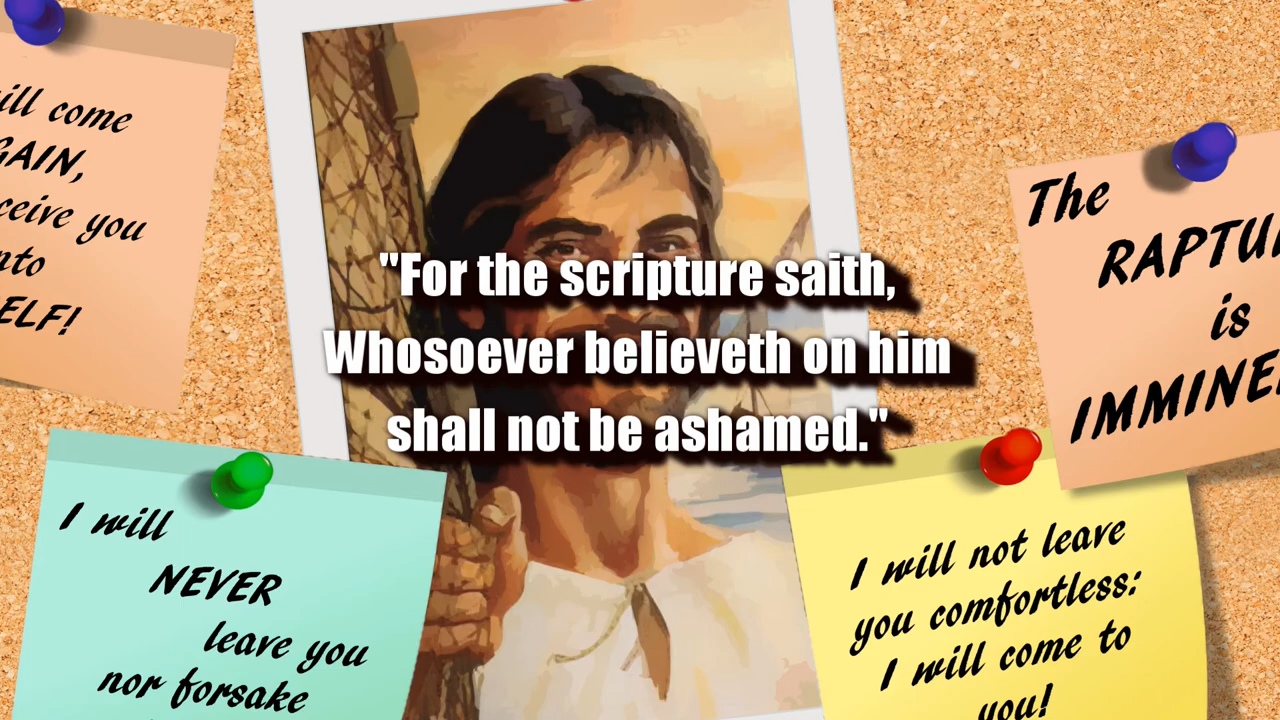 ill come
GAIN,
ceive you
nto
ELF!
"For the scripture saith,
Whosoever believeth on him
shall not be ashamed."
The
RAPTU
is
IMMINE
I will
NEVER
leave you
nor forsake
I will not leave
you comfortless:
I will come to
you!